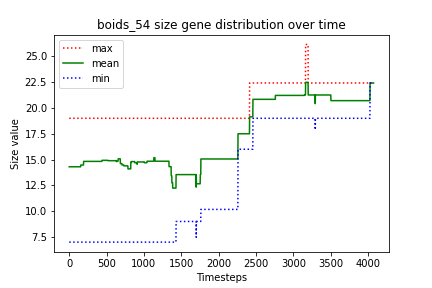 boids_54 size gene distribution over time
max
mean
min
25.0
22.5
20.0
17.5
15.0
12.5
10.0
7.5
Size value
0 500 1000 1500 2000 2500 3000 3500 4000
Timesteps